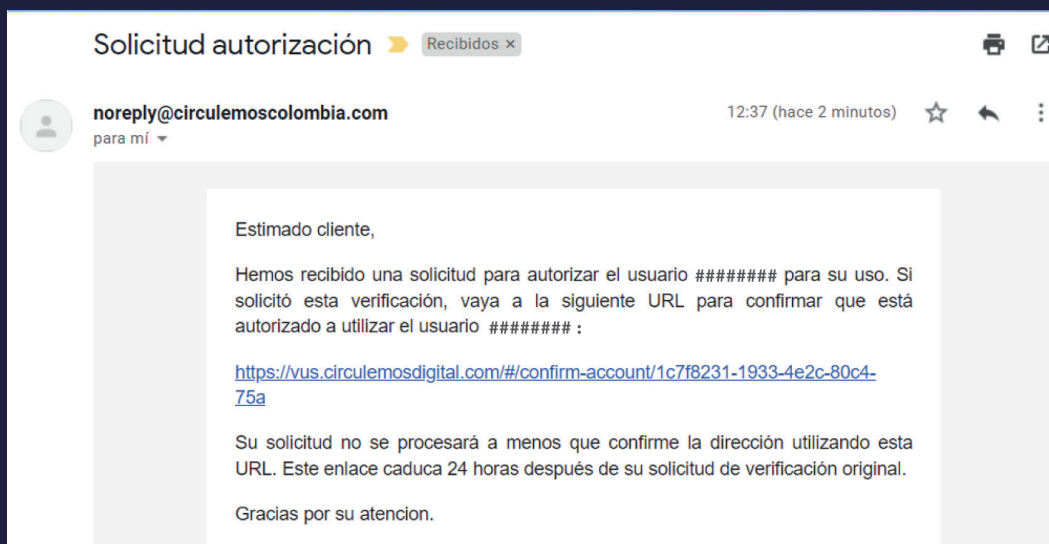 Solicitud autorización
Recibidos ×
noreply@circulemoscolombia.com
12:37 (hace 2 minutos)
para mí
Estimado cliente,
Hemos recibido una solicitud para autorizar el usuario ######## para su uso. Si
solicitó esta verificación, vaya a la siguiente URL para confirmar que está
autorizado a utilizar el usuario ######## :
https://vus.circulemosdigital.com/#/confirm-account/1c7f8231-1933-4e2c-80c4-
75a
Su solicitud no se procesará a menos que confirme la dirección utilizando esta
URL. Este enlace caduca 24 horas después de su solicitud de verificación original.
Gracias por su atencion.